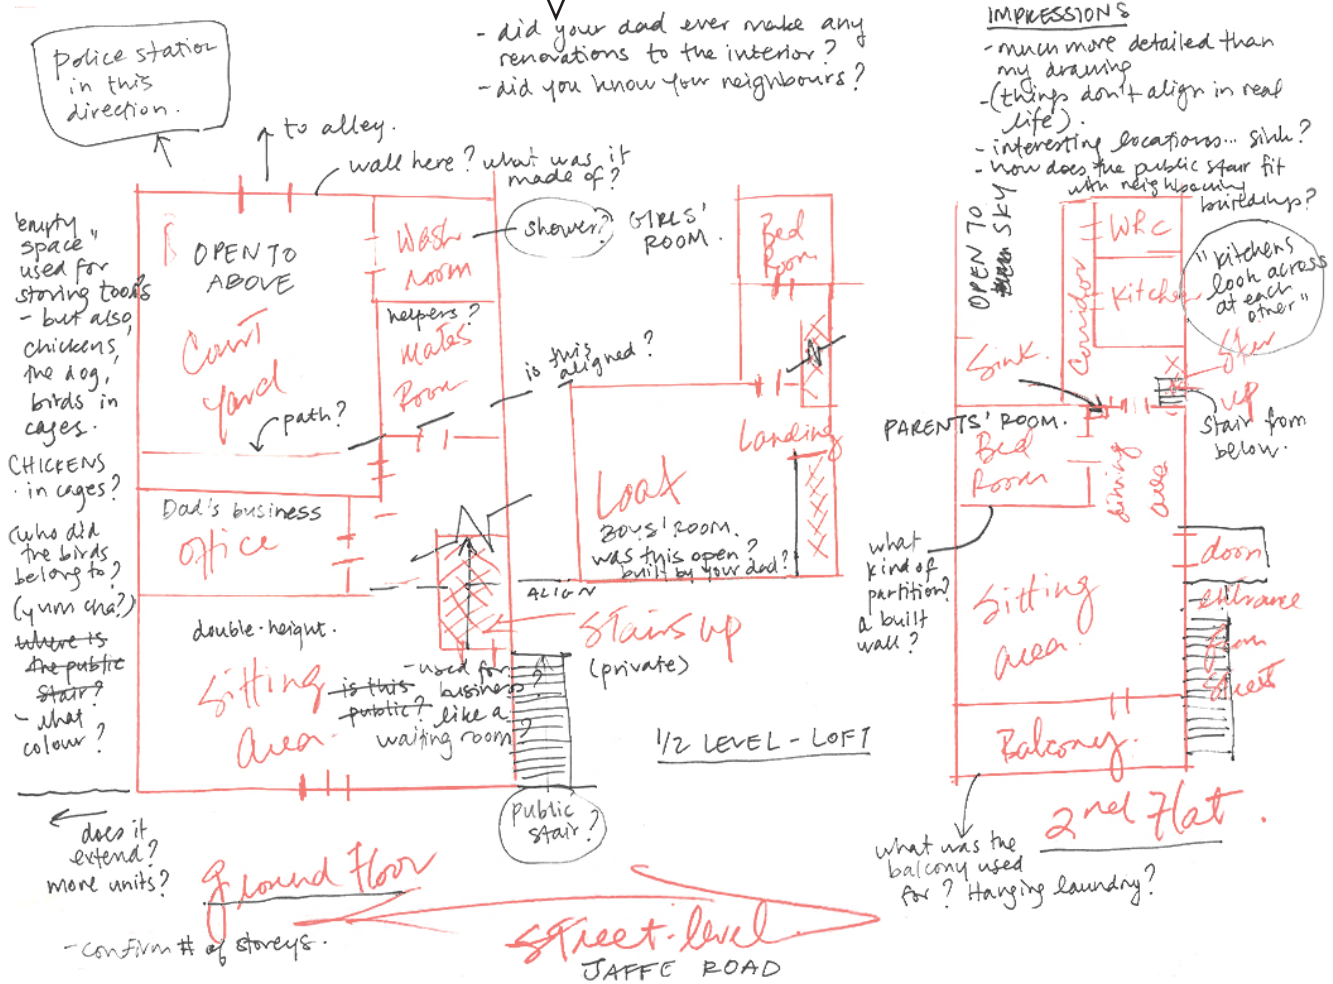 - did your dad ever make any
renovations to the interior?
- did you know your neighbours?
IMPRESSIONS
- much more detailed than
my drawing
- (things don't align in real
life).
- interesting locations... sink?
- how does the public stair fit
with neighbouring
buildings?
Police station
in this
direction.
to alley.
wall here? what was it
made of?
"empty
space"
used for
storing tools
- but also,
chickens,
the dog,
birds in
cages.
CHICKENS
in cages?
(who did
the birds
belong to?
(yum cha?)
where is
the public
stair?
- what
colour?
OPEN TO
ABOVE
Court
yard
path?
Wash
room
shower?
helpers?
Mates
Room
is this
aligned?
Dad's business
office
double-height.
Sitting
area.
is this
public?
- used for
business?
like a
waiting room?
ALIGN
Stairs up
(private)
public
stair?
does it
extend?
more units?
Ground Floor
- confirm # of storeys.
GIRLS'
ROOM.
Bed
Room
Landing
Loat
BOYS' ROOM.
was this open?
built by your dad?
1/2 LEVEL - LOFT
OPEN TO
SKY
Corridor
W.R.C
Kitchen
"kitchens
look across
at each
other"
Sink.
Stair
up
Stair from
below.
PARENTS' ROOM.
Bed
Room
dinning
area
what
kind of
partition?
a built
wall?
Sitting
area.
door
entrance
from
street
Balcony.
2nd Flat.
what was the
balcony used
for? Hanging laundry?
Street-level.
JAFFE ROAD